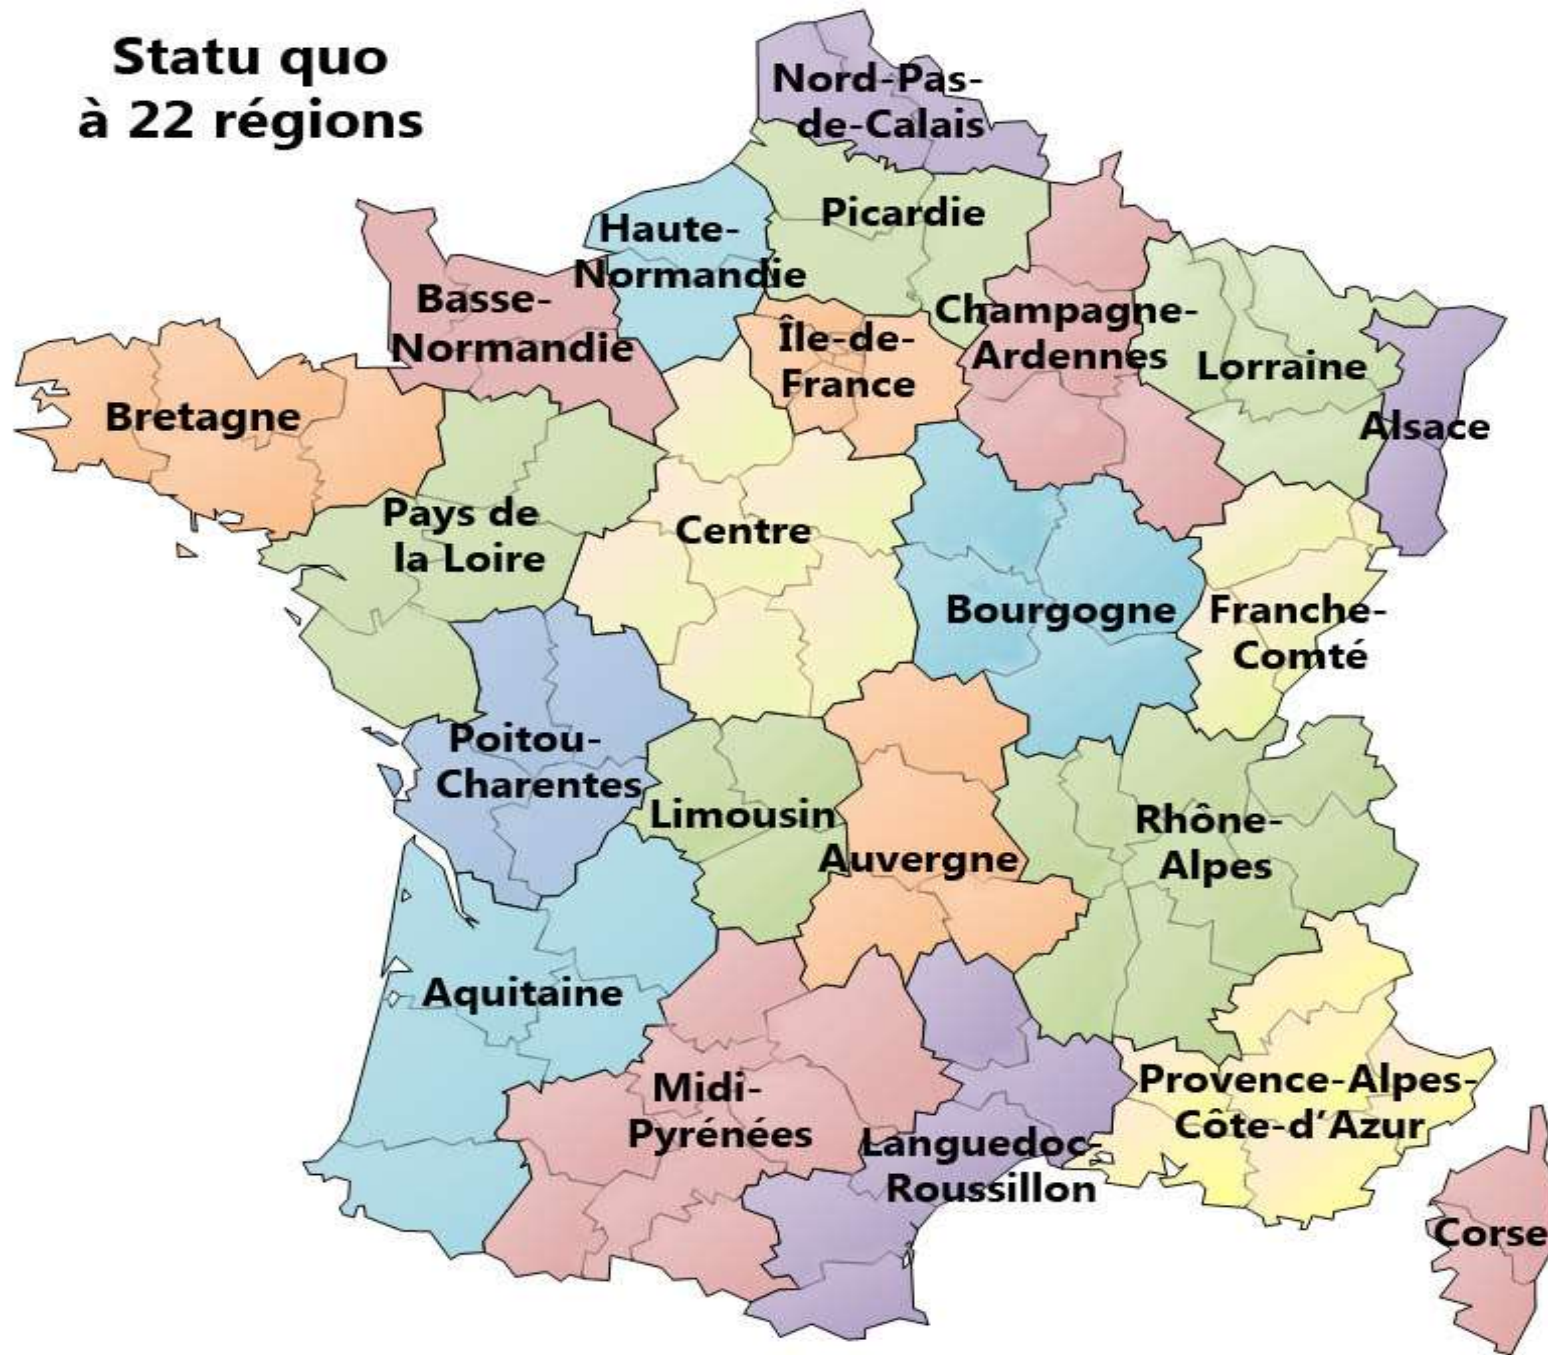 Statu quo
à 22 régions
Nord-Pas-
de-Calais
Picardie
Haute-
Normandie
Basse-
Normandie
Champagne-
Ardennes
Île-de-
France
Lorraine
Alsace
Bretagne
Pays de
la Loire
Centre
Bourgogne
Franche-
Comté
Poitou-
Charentes
Limousin
Auvergne
Rhône-
Alpes
Aquitaine
Midi-
Pyrénées
Languedoc-
Roussillon
Provence-Alpes-
Côte-d’Azur
Corse